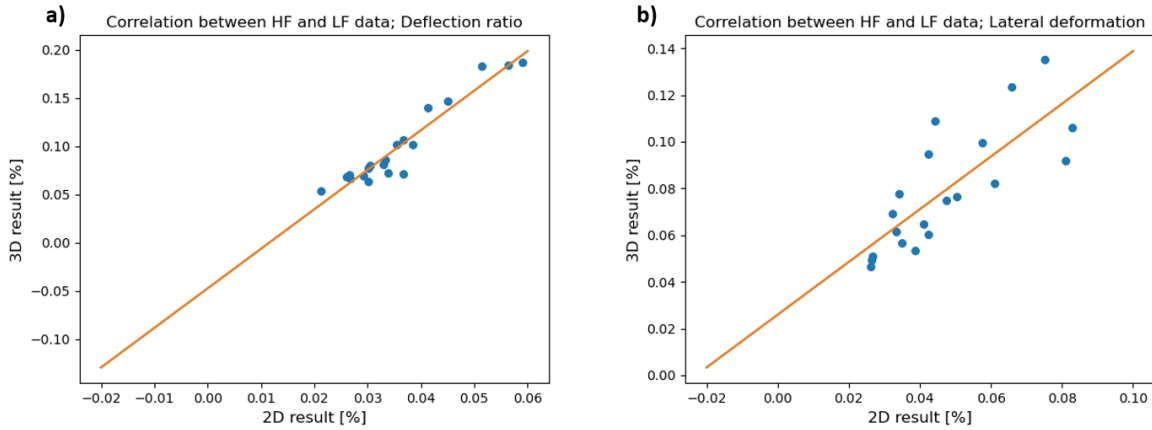 a)
Correlation between HF and LF data; Deflection ratio
3D result [%]
0.20
0.15
0.10
0.05
0.00
−0.05
−0.10
−0.02 −0.01 0.00 0.01 0.02 0.03 0.04 0.05 0.06
2D result [%]
b)
Correlation between HF and LF data; Lateral deformation
3D result [%]
0.14
0.12
0.10
0.08
0.06
0.04
0.02
0.00
−0.02 0.00 0.02 0.04 0.06 0.08 0.10
2D result [%]